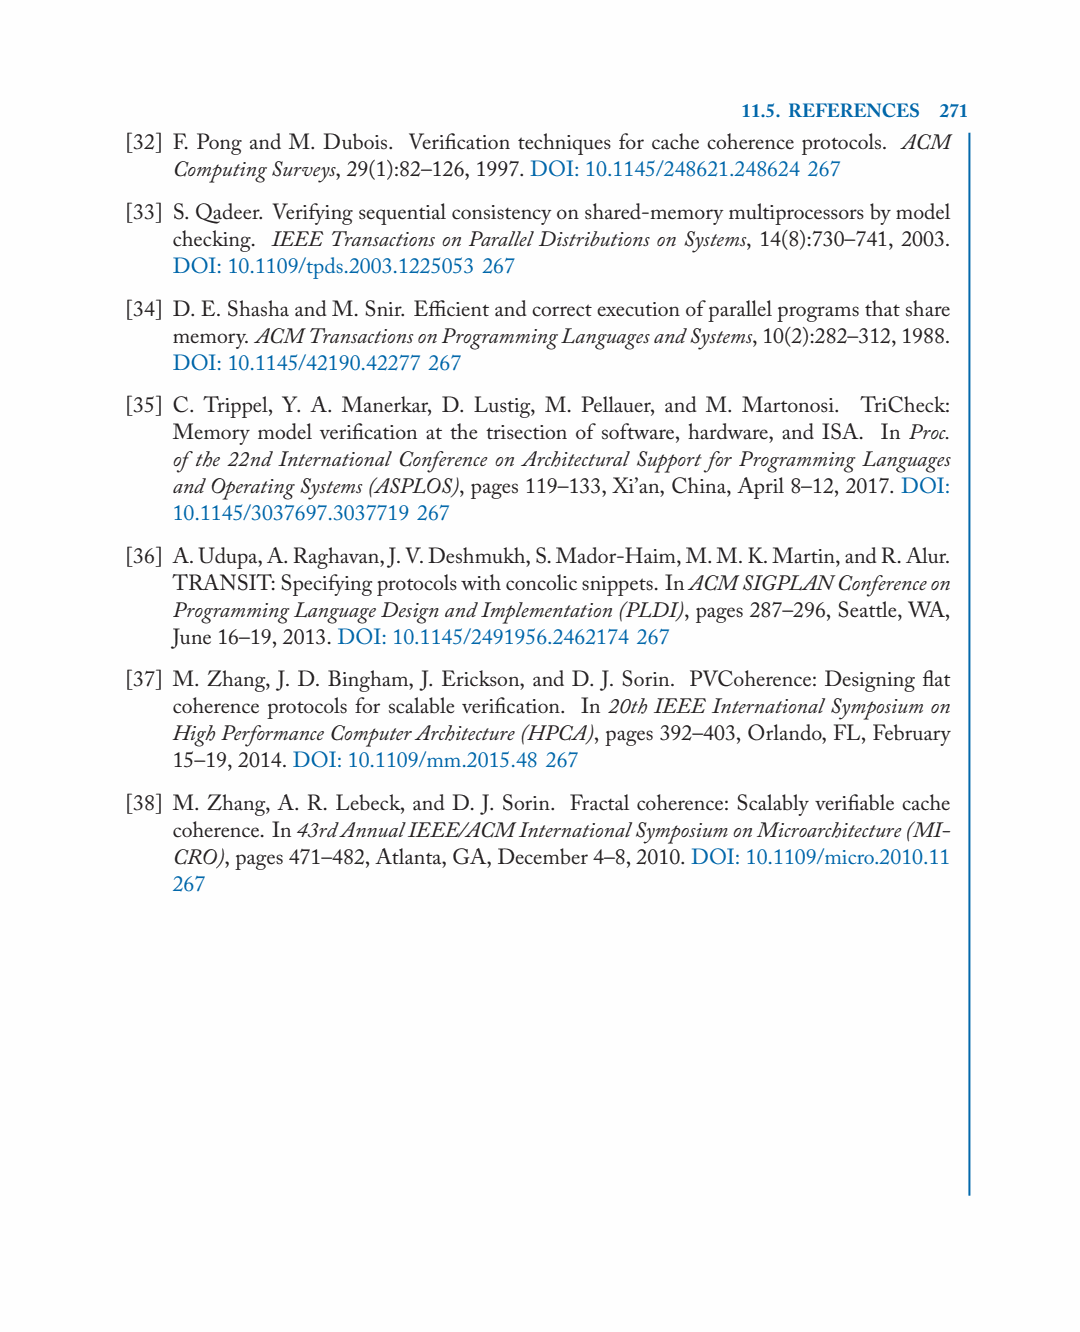 11.5. REFERENCES 271
[32] F. Pong and M. Dubois. Verification techniques for cache coherence protocols. ACM
Computing Surveys, 29(1):82–126, 1997. DOI: 10.1145/248621.248624 267
[33] S. Qadeer. Verifying sequential consistency on shared-memory multiprocessors by model
checking. IEEE Transactions on Parallel Distributions on Systems, 14(8):730–741, 2003.
DOI: 10.1109/tpds.2003.1225053 267
[34] D. E. Shasha and M. Snir. Efficient and correct execution of parallel programs that share
memory. ACM Transactions on Programming Languages and Systems, 10(2):282–312, 1988.
DOI: 10.1145/42190.42277 267
[35] C. Trippel, Y. A. Manerkar, D. Lustig, M. Pellauer, and M. Martonosi. TriCheck:
Memory model verification at the trisection of software, hardware, and ISA. In Proc.
of the 22nd International Conference on Architectural Support for Programming Languages
and Operating Systems (ASPLOS), pages 119–133, Xi’an, China, April 8–12, 2017. DOI:
10.1145/3037697.3037719 267
[36] A. Udupa, A. Raghavan, J. V. Deshmukh, S. Mador-Haim, M. M. K. Martin, and R. Alur.
TRANSIT: Specifying protocols with concolic snippets. In ACM SIGPLAN Conference on
Programming Language Design and Implementation (PLDI), pages 287–296, Seattle, WA,
June 16–19, 2013. DOI: 10.1145/2491956.2462174 267
[37] M. Zhang, J. D. Bingham, J. Erickson, and D. J. Sorin. PVCoherence: Designing flat
coherence protocols for scalable verification. In 20th IEEE International Symposium on
High Performance Computer Architecture (HPCA), pages 392–403, Orlando, FL, February
15–19, 2014. DOI: 10.1109/mm.2015.48 267
[38] M. Zhang, A. R. Lebeck, and D. J. Sorin. Fractal coherence: Scalably verifiable cache
coherence. In 43rd Annual IEEE/ACM International Symposium on Microarchitecture (MI-
CRO), pages 471–482, Atlanta, GA, December 4–8, 2010. DOI: 10.1109/micro.2010.11
267